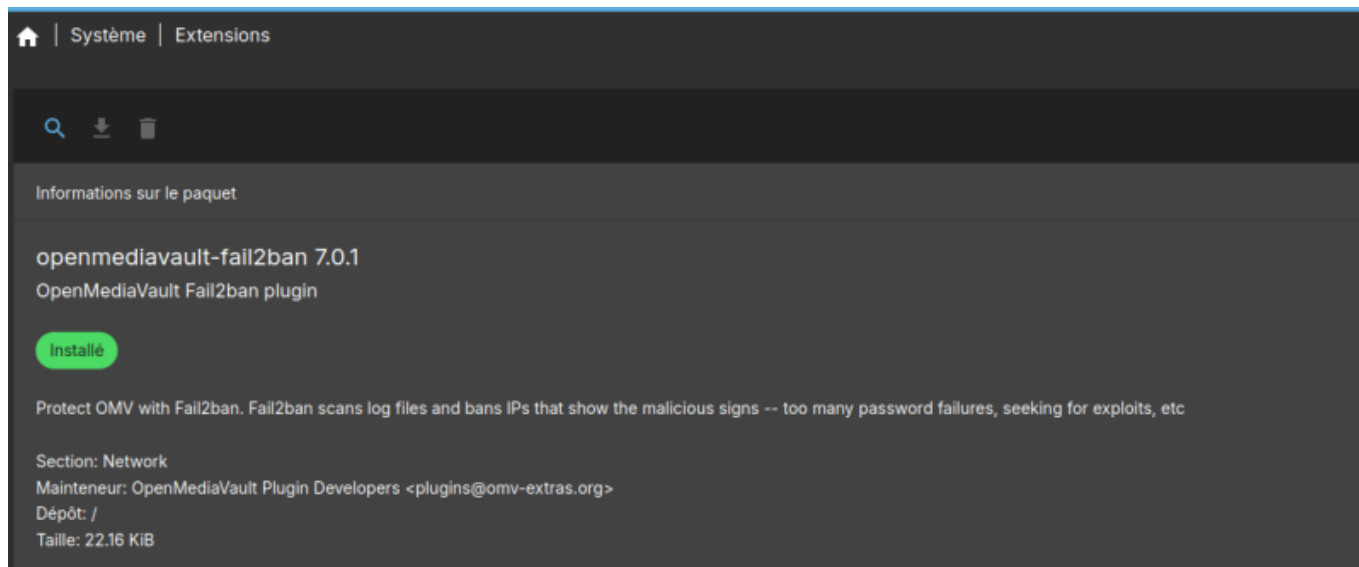 | Système | Extensions
Informations sur le paquet
openmediavault-fail2ban 7.0.1
OpenMediaVault Fail2ban plugin
Installé
Protect OMV with Fail2ban. Fail2ban scans log files and bans IPs that show the malicious signs -- too many password failures, seeking for exploits, etc
Section: Network
Mainteneur: OpenMediaVault Plugin Developers <plugins@omv-extras.org>
Dépôt: /
Taille: 22.16 KiB